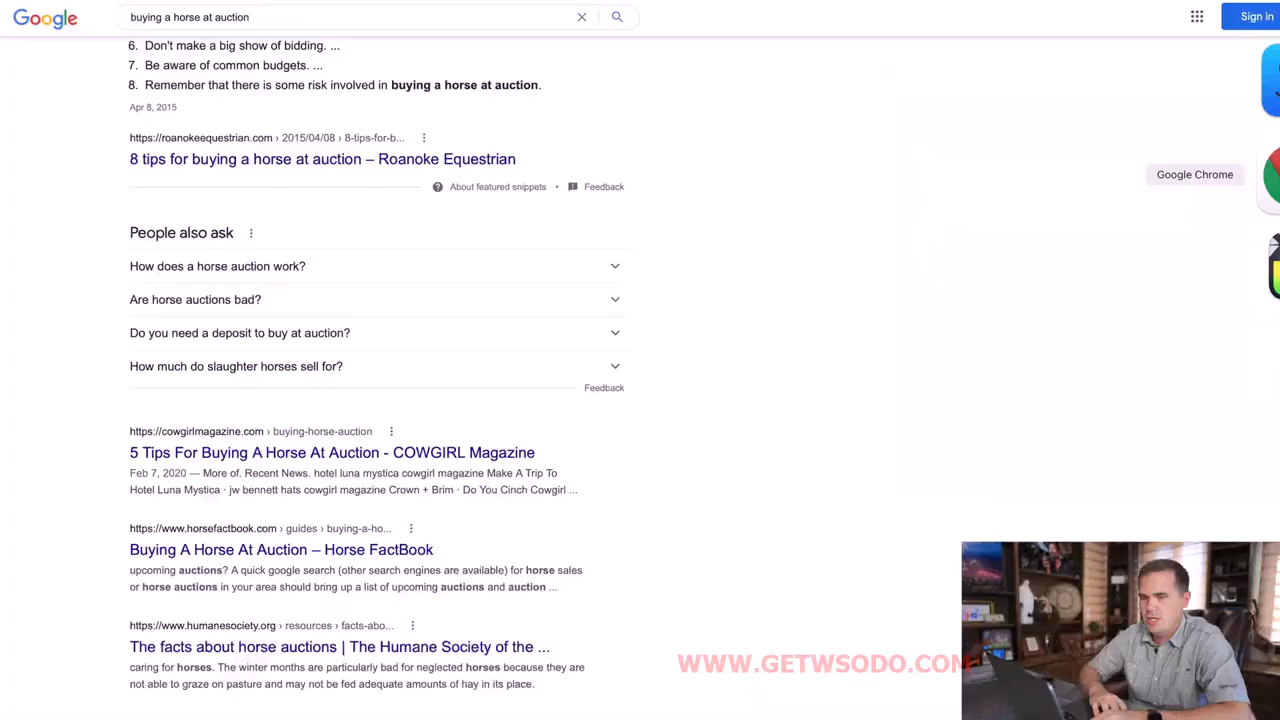 Google
buying a horse at auction
Sign in
6. Don't make a big show of bidding. ...
7. Be aware of common budgets. ...
8. Remember that there is some risk involved in buying a horse at auction.
Apr 8, 2015
https://roanokeequestrian.com › 2015/04/08 › 8-tips-for-b...
8 tips for buying a horse at auction – Roanoke Equestrian
About featured snippets • Feedback
Google Chrome
People also ask
How does a horse auction work?
Are horse auctions bad?
Do you need a deposit to buy at auction?
How much do slaughter horses sell for?
Feedback
https://cowgirlmagazine.com › buying-horse-auction
5 Tips For Buying A Horse At Auction - COWGIRL Magazine
Feb 7, 2020 — More of. Recent News. hotel luna mystica cowgirl magazine Make A Trip To
Hotel Luna Mystica · jw bennett hats cowgirl magazine Crown + Brim · Do You Cinch Cowgirl ...
https://www.horsefactbook.com › guides › buying-a-ho...
Buying A Horse At Auction – Horse FactBook
upcoming auctions? A quick google search (other search engines are available) for horse sales
or horse auctions in your area should bring up a list of upcoming auctions and auction ...
https://www.humanesociety.org › resources › facts-abo...
The facts about horse auctions | The Humane Society of the ...
caring for horses. The winter months are particularly bad for neglected horses because they are
not able to graze on pasture and may not be fed adequate amounts of hay in its place.
WWW.GETWSODO.COM